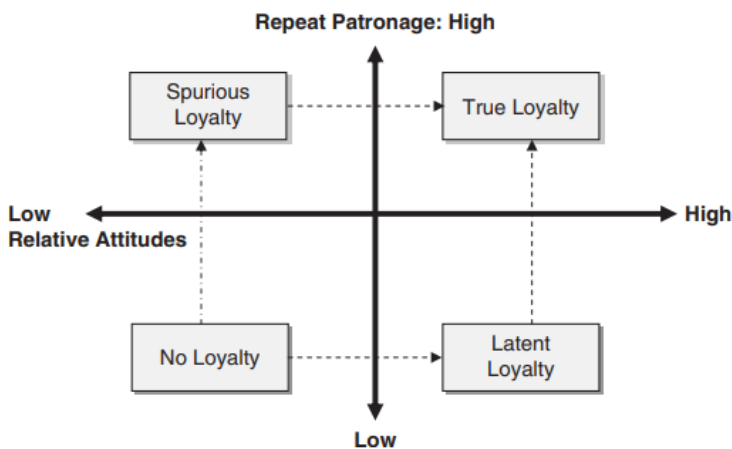 Repeat Patronage: High
Spurious
Loyalty
True Loyalty
Low
Relative Attitudes
High
No Loyalty
Latent
Loyalty
Low